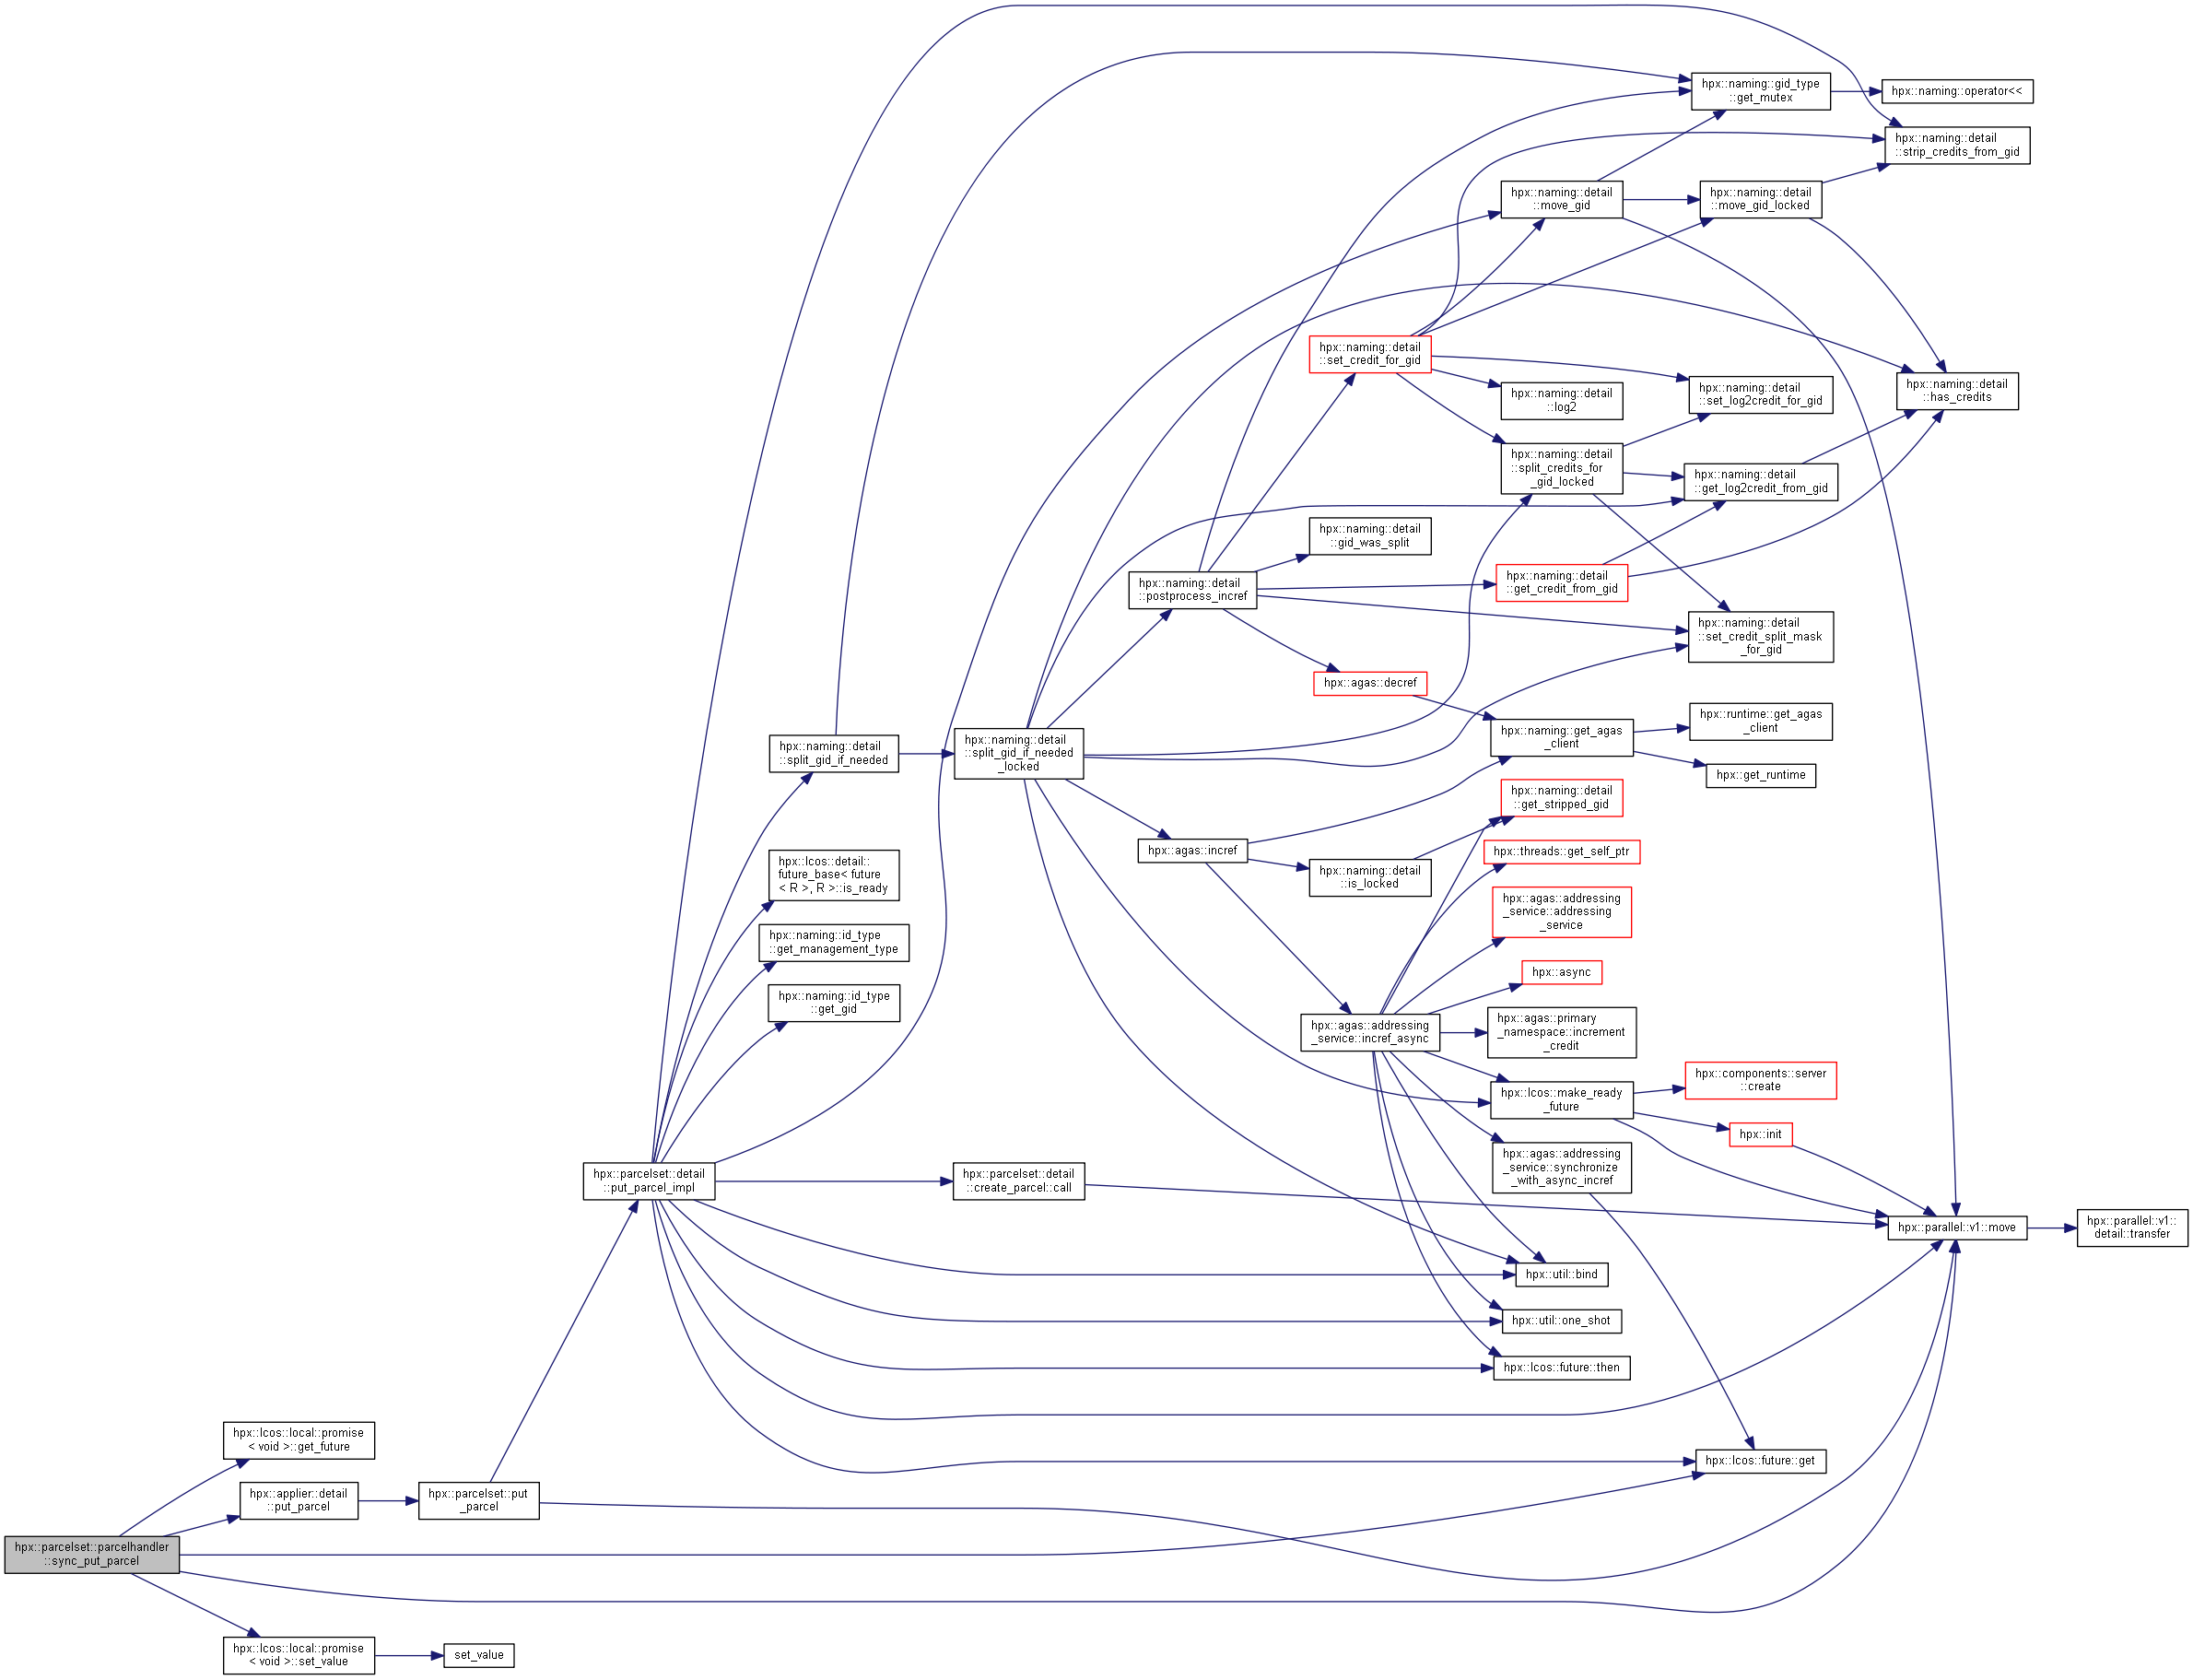 hpx::naming::gid_type
::get_mutex
hpx::naming::operator<<
hpx::naming::detail
::strip_credits_from_gid
hpx::naming::detail
::move_gid
hpx::naming::detail
::move_gid_locked
hpx::naming::detail
::set_credit_for_gid
hpx::naming::detail
::log2
hpx::naming::detail
::set_log2credit_for_gid
hpx::naming::detail
::has_credits
hpx::naming::detail
::split_credits_for
_gid_locked
hpx::naming::detail
::get_log2credit_from_gid
hpx::naming::detail
::gid_was_split
hpx::naming::detail
::postprocess_incref
hpx::naming::detail
::get_credit_from_gid
hpx::naming::detail
::set_credit_split_mask
_for_gid
hpx::agas::decref
hpx::naming::detail
::split_gid_if_needed
hpx::naming::detail
::split_gid_if_needed
_locked
hpx::naming::get_agas
_client
hpx::runtime::get_agas
_client
hpx::get_runtime
hpx::naming::detail
::get_stripped_gid
hpx::agas::incref
hpx::naming::detail
::is_locked
hpx::threads::get_self_ptr
hpx::lcos::detail::
future_base< future
< R >, R >::is_ready
hpx::agas::addressing
_service::addressing
_service
hpx::naming::id_type
::get_management_type
hpx::async
hpx::naming::id_type
::get_gid
hpx::agas::addressing
_service::incref_async
hpx::agas::primary
_namespace::increment
_credit
hpx::lcos::make_ready
_future
hpx::components::server
::create
hpx::init
hpx::agas::addressing
_service::synchronize
_with_async_incref
hpx::parcelset::detail
::put_parcel_impl
hpx::parcelset::detail
::create_parcel::call
hpx::parallel::v1::move
hpx::parallel::v1::
detail::transfer
hpx::util::bind
hpx::util::one_shot
hpx::lcos::future::then
hpx::lcos::local::promise
< void >::get_future
hpx::lcos::future::get
hpx::applier::detail
::put_parcel
hpx::parcelset::put
_parcel
hpx::parcelset::parcelhandler
::sync_put_parcel
hpx::lcos::local::promise
< void >::set_value
set_value